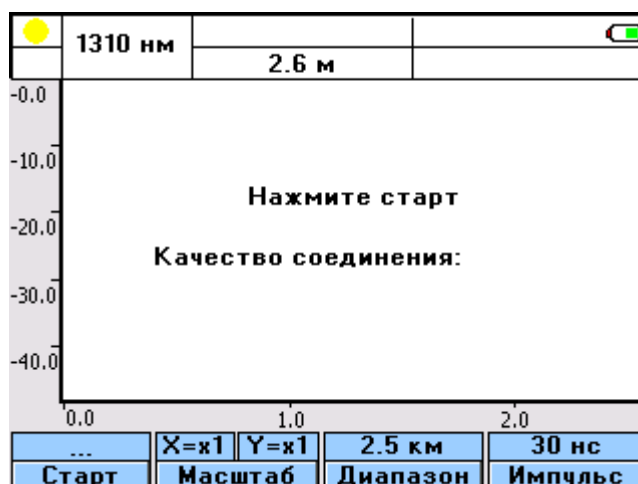 1310 нм
2.6 м
-0.0
-10.0
Нажмите старт
-20.0
Качество соединения:
-30.0
-40.0
0.0 1.0 2.0
... X=x1 Y=x1 2.5 км 30 нс
Старт Масштаб Диапазон Импульс